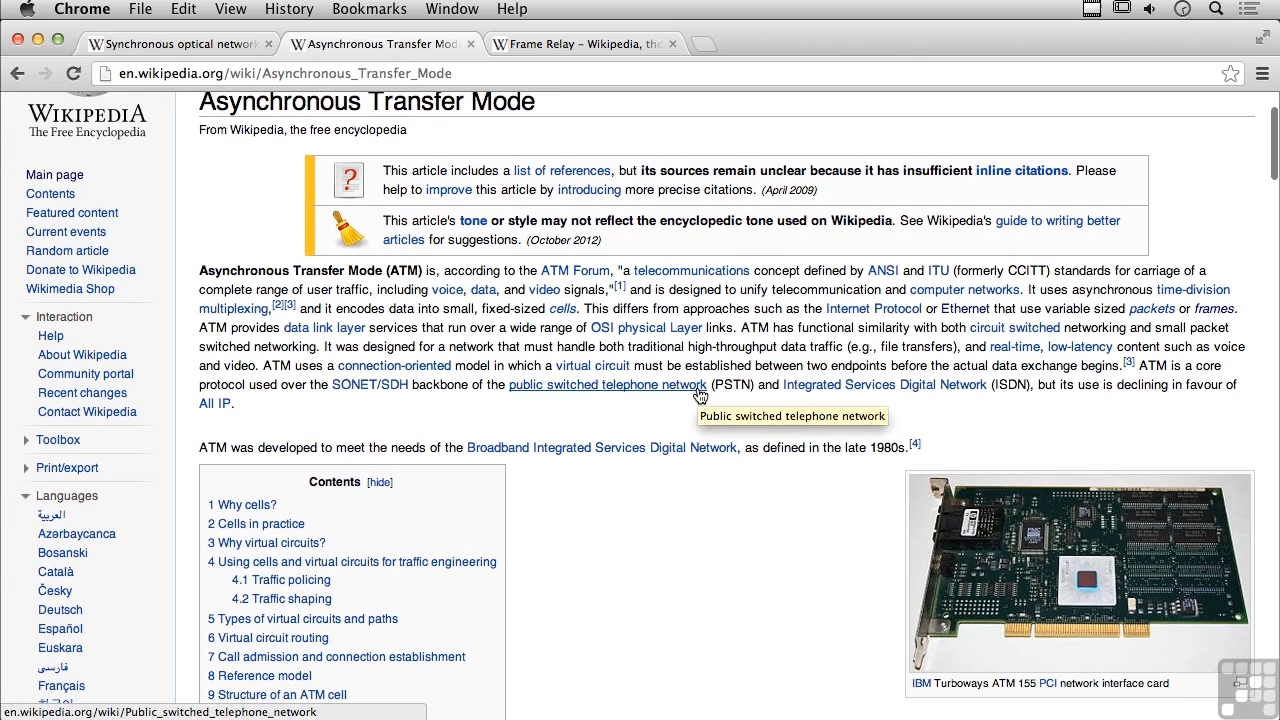 Chrome File Edit View History Bookmarks Window Help
Synchronous optical network
Asynchronous Transfer Mod
Frame Relay – Wikipedia, the
en.wikipedia.org/wiki/Asynchronous_Transfer_Mode
WIKIPEDIA
The Free Encyclopedia
Main page
Contents
Featured content
Current events
Random article
Donate to Wikipedia
Wikimedia Shop
Interaction
Help
About Wikipedia
Community portal
Recent changes
Contact Wikipedia
Toolbox
Print/export
Languages
العربية
Azərbaycanca
Bosanski
Català
Česky
Deutsch
Español
Euskara
فارسی
Français
Asynchronous Transfer Mode
From Wikipedia, the free encyclopedia
This article includes a list of references, but its sources remain unclear because it has insufficient inline citations. Please
help to improve this article by introducing more precise citations. (April 2009)
This article's tone or style may not reflect the encyclopedic tone used on Wikipedia. See Wikipedia's guide to writing better
articles for suggestions. (October 2012)
Asynchronous Transfer Mode (ATM) is, according to the ATM Forum, "a telecommunications concept defined by ANSI and ITU (formerly CCITT) standards for carriage of a
complete range of user traffic, including voice, data, and video signals,"[1] and is designed to unify telecommunication and computer networks. It uses asynchronous time-division
multiplexing,[2][3] and it encodes data into small, fixed-sized cells. This differs from approaches such as the Internet Protocol or Ethernet that use variable sized packets or frames.
ATM provides data link layer services that run over a wide range of OSI physical Layer links. ATM has functional similarity with both circuit switched networking and small packet
switched networking. It was designed for a network that must handle both traditional high-throughput data traffic (e.g., file transfers), and real-time, low-latency content such as voice
and video. ATM uses a connection-oriented model in which a virtual circuit must be established between two endpoints before the actual data exchange begins.[3] ATM is a core
protocol used over the SONET/SDH backbone of the public switched telephone network (PSTN) and Integrated Services Digital Network (ISDN), but its use is declining in favour of
All IP.
Public switched telephone network
ATM was developed to meet the needs of the Broadband Integrated Services Digital Network, as defined in the late 1980s.[4]
Contents [hide]
1 Why cells?
2 Cells in practice
3 Why virtual circuits?
4 Using cells and virtual circuits for traffic engineering
4.1 Traffic policing
4.2 Traffic shaping
5 Types of virtual circuits and paths
6 Virtual circuit routing
7 Call admission and connection establishment
8 Reference model
9 Structure of an ATM cell
IBM Turboways ATM 155 PCI network interface card
en.wikipedia.org/wiki/Public_switched_telephone_network